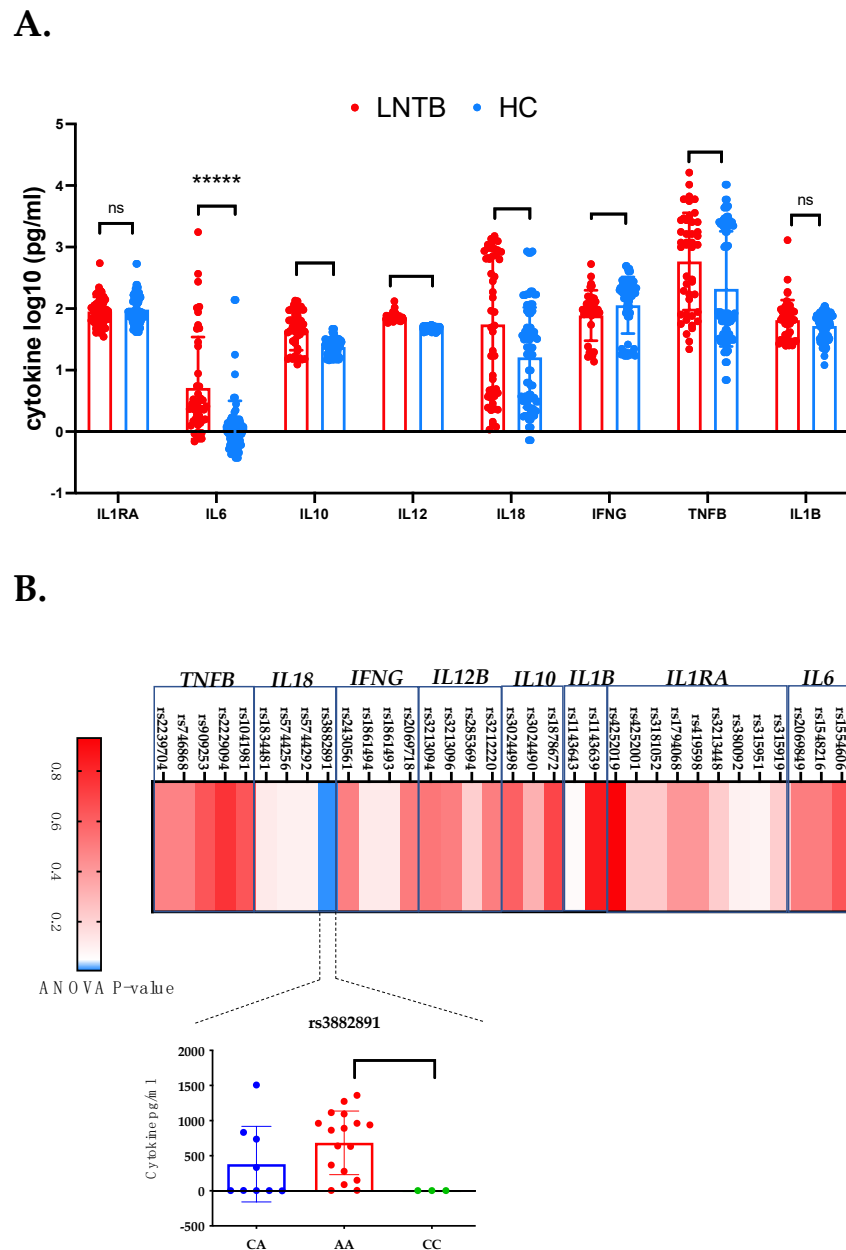 A.
LNTB HC
cytokine log10 (pg/ml)
5
4
3
2
1
0
-1
ns
*****
ns
IL1RA IL6 IL10 IL12 IL18 IFNG TNFB IL1B
B.
TNFB IL18 IFNG IL12B IL10 IL1B IL1RA IL6
rs2239704 rs746868 rs909253 rs2229094 rs1041981 rs1834481 rs5744256 rs5744292 rs3882891 rs2430561 rs1861494 rs1861493 rs2069718 rs3213094 rs3213096 rs2853694 rs3212220 rs3024498 rs3024490 rs1878672 rs1143643 rs1143639 rs4252019 rs4252001 rs3181052 rs1794068 rs419598 rs3213448 rs380092 rs315951 rs315919 rs2069849 rs1548216 rs1554606
0.8
0.6
0.4
0.2
ANOVA P-value
rs3882891
Cytokine pg/ml
2000
1500
1000
500
0
-500
CA AA CC